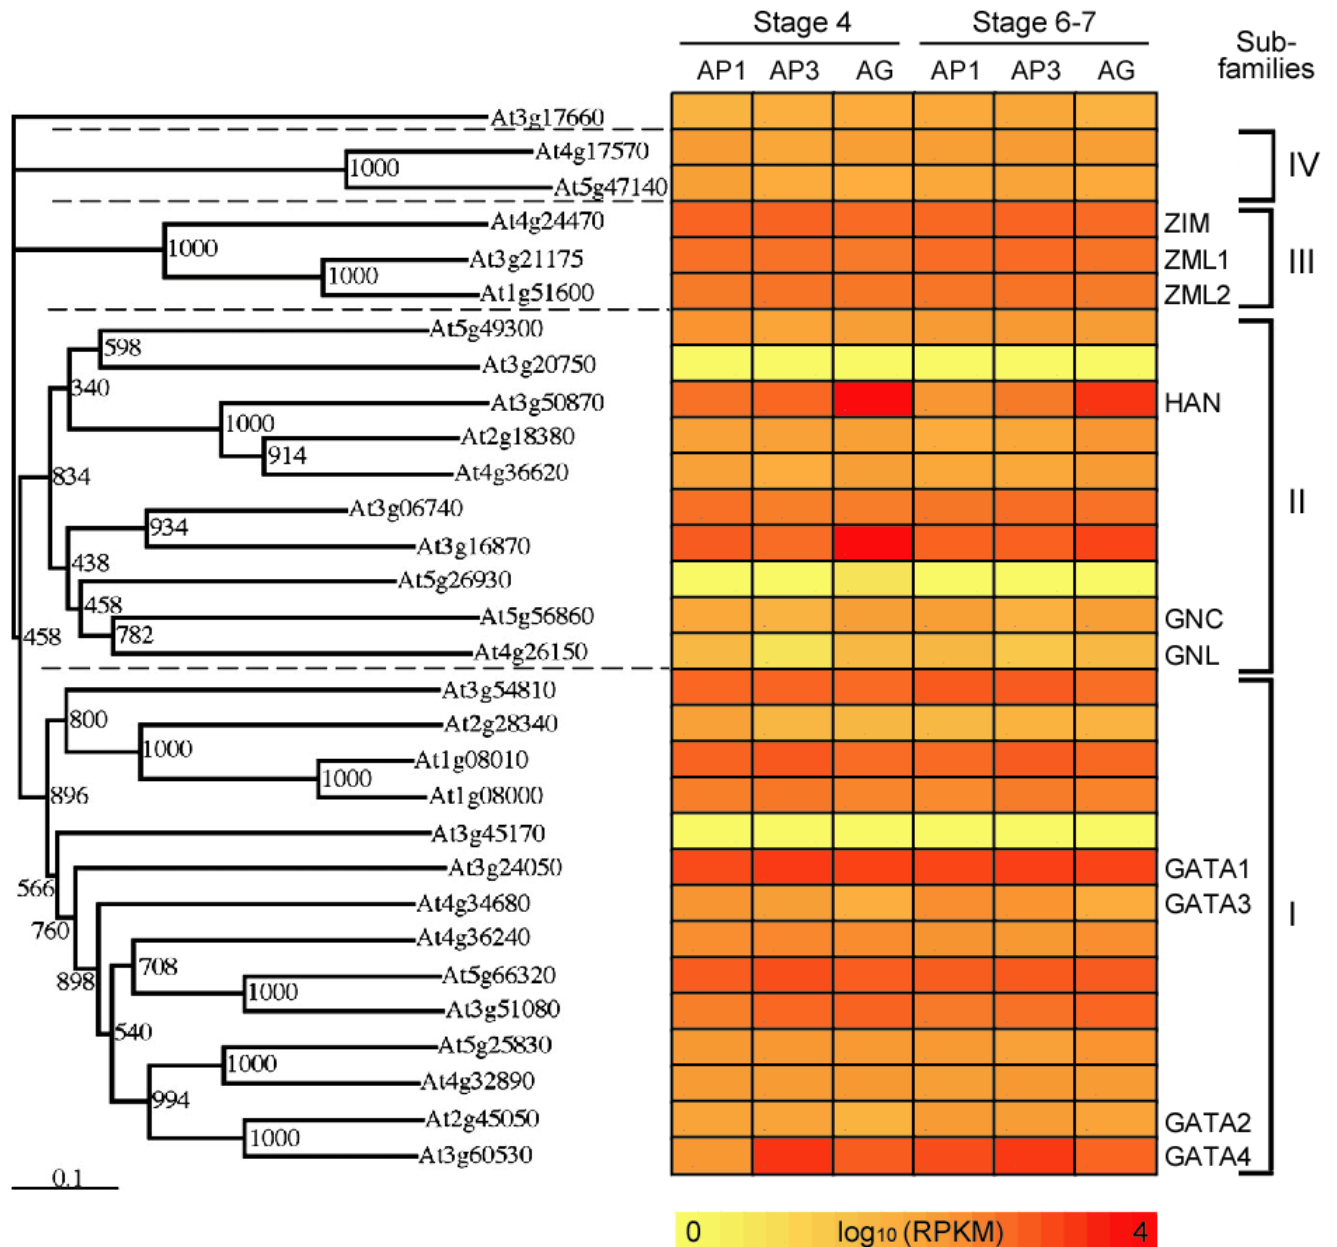 Stage 4 Stage 6-7 Sub-
families
AP1 AP3 AG AP1 AP3 AG
At3g17660
At4g17570
1000
At5g47140
IV
At4g24470 ZIM
1000
At3g21175 ZML1
1000
At1g51600 ZML2
III
At5g49300
598
At3g20750
340
At3g50870 HAN
1000
At2g18380
914
At4g36620
834
At3g06740
934
At3g16870
438
At5g26930
458
At5g56860 GNC
782
At4g26150 GNL
II
458
At3g54810
800
At2g28340
1000
At1g08010
1000
At1g08000
896
At3g45170
At3g24050 GATA1
566
At4g34680 GATA3
760
At4g36240
708
At5g66320
898
1000
At3g51080
540
At5g25830
1000
At4g32890
994
At2g45050 GATA2
1000
At3g60530 GATA4
I
0.1
0 log10 (RPKM) 4